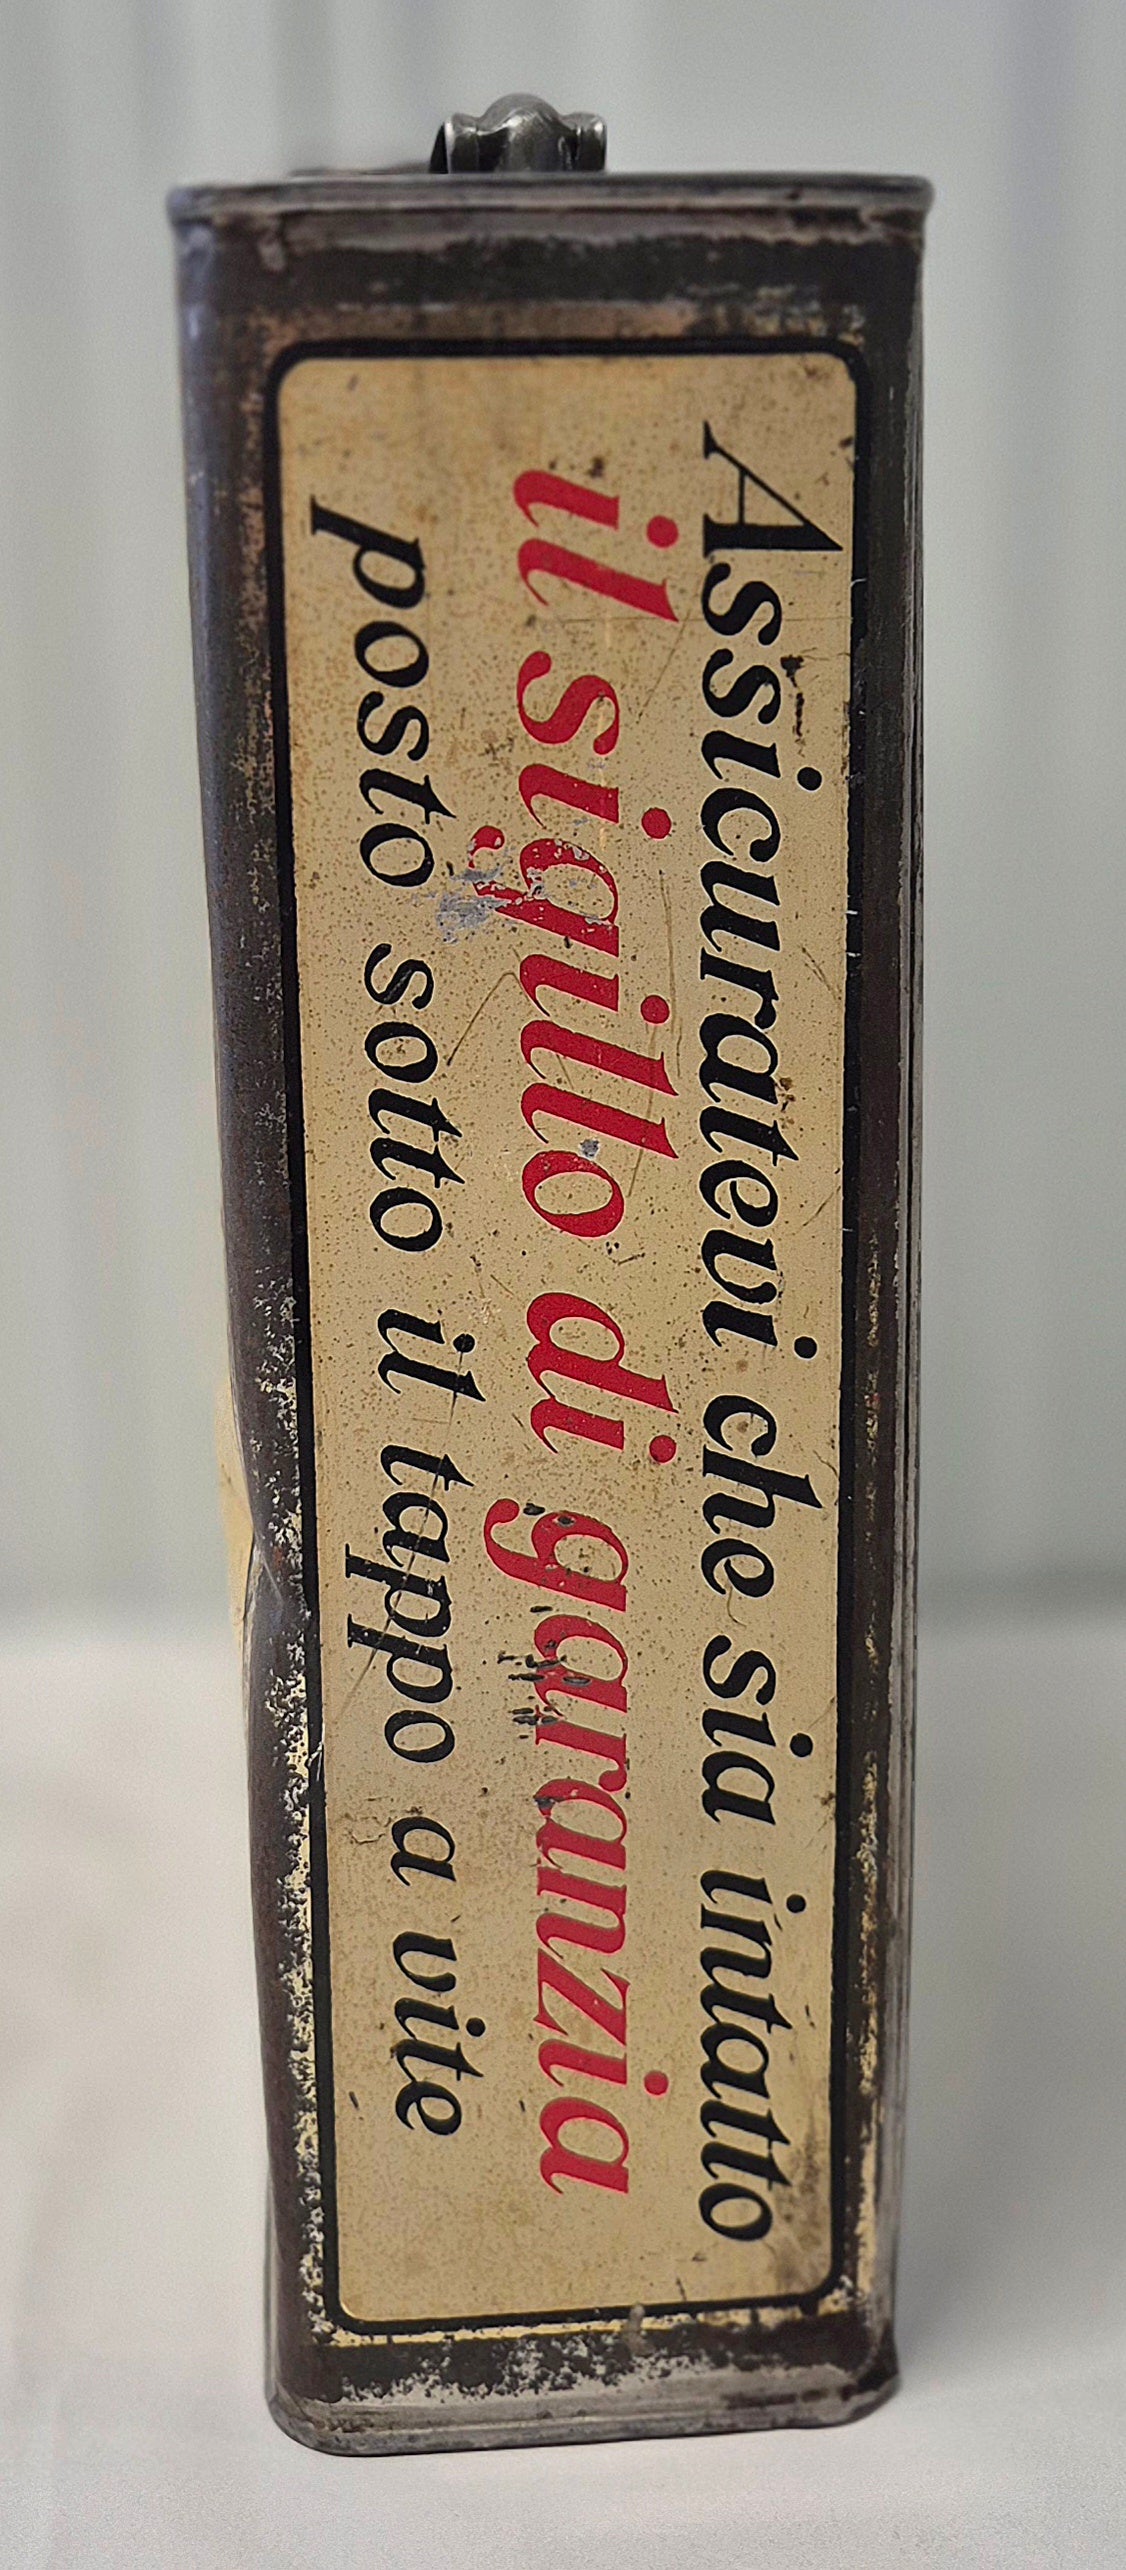 Assicuratevi che sia intatto
il sigillo di garanzia
posto sotto il tappo a vite